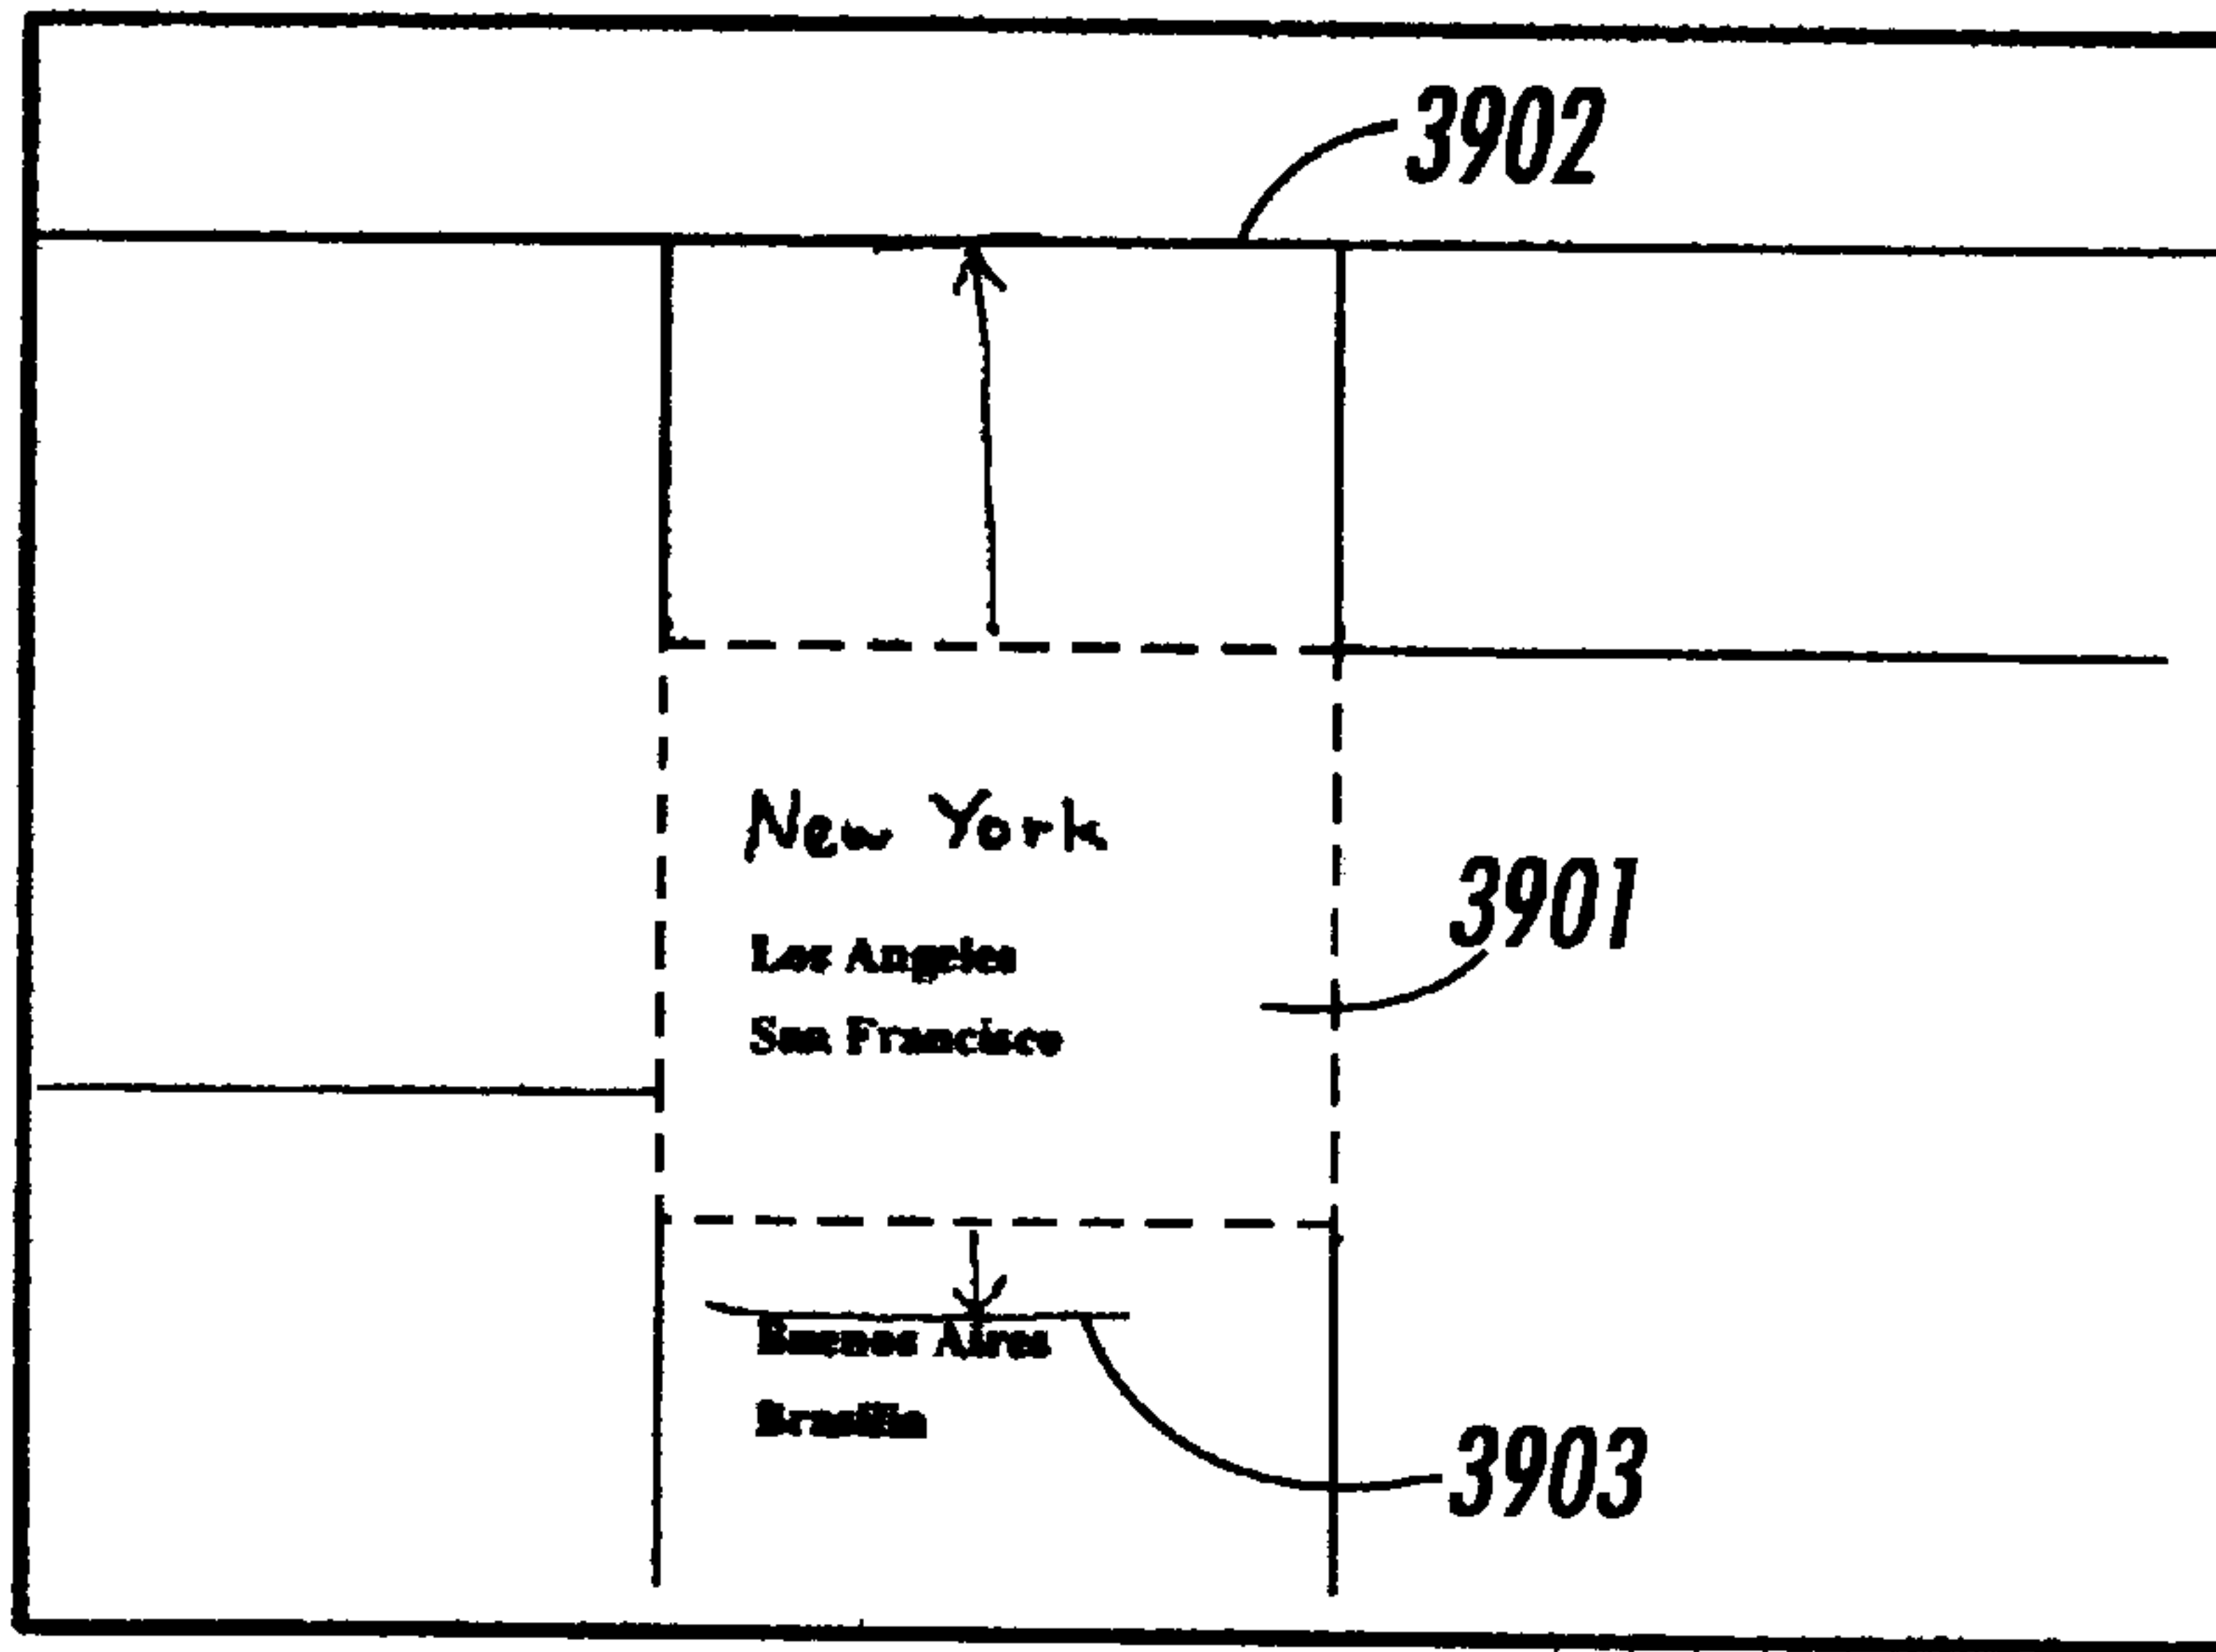 3902
New York
3901
Los Angeles
San Francisco
Buenos Aires
Brasilia
3903